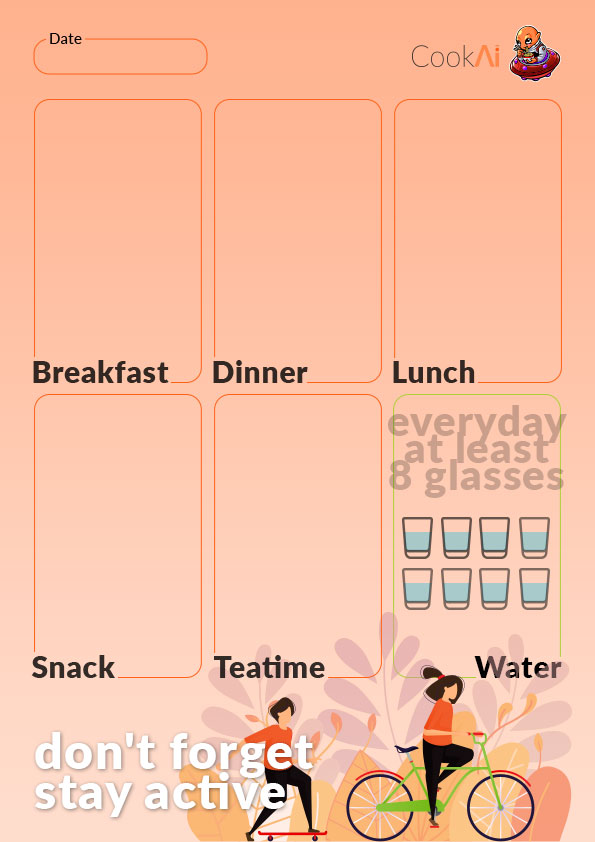 Date
CookAi
Breakfast
Dinner
Lunch
everyday
at least
8 glasses
Snack
Teatime
Water
don't forget
stay active